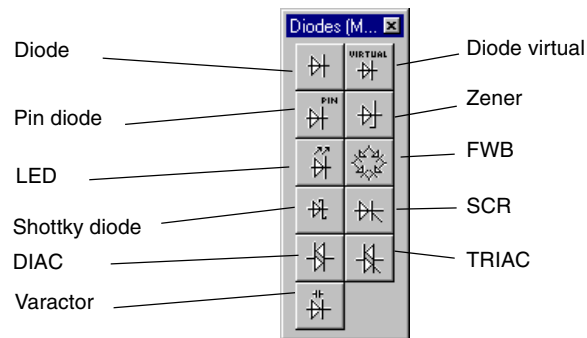 Diodes (M...
Diode
Diode virtual
VIRTUAL
Pin diode
PIN
Zener
LED
FWB
Shottky diode
SCR
DIAC
TRIAC
Varactor